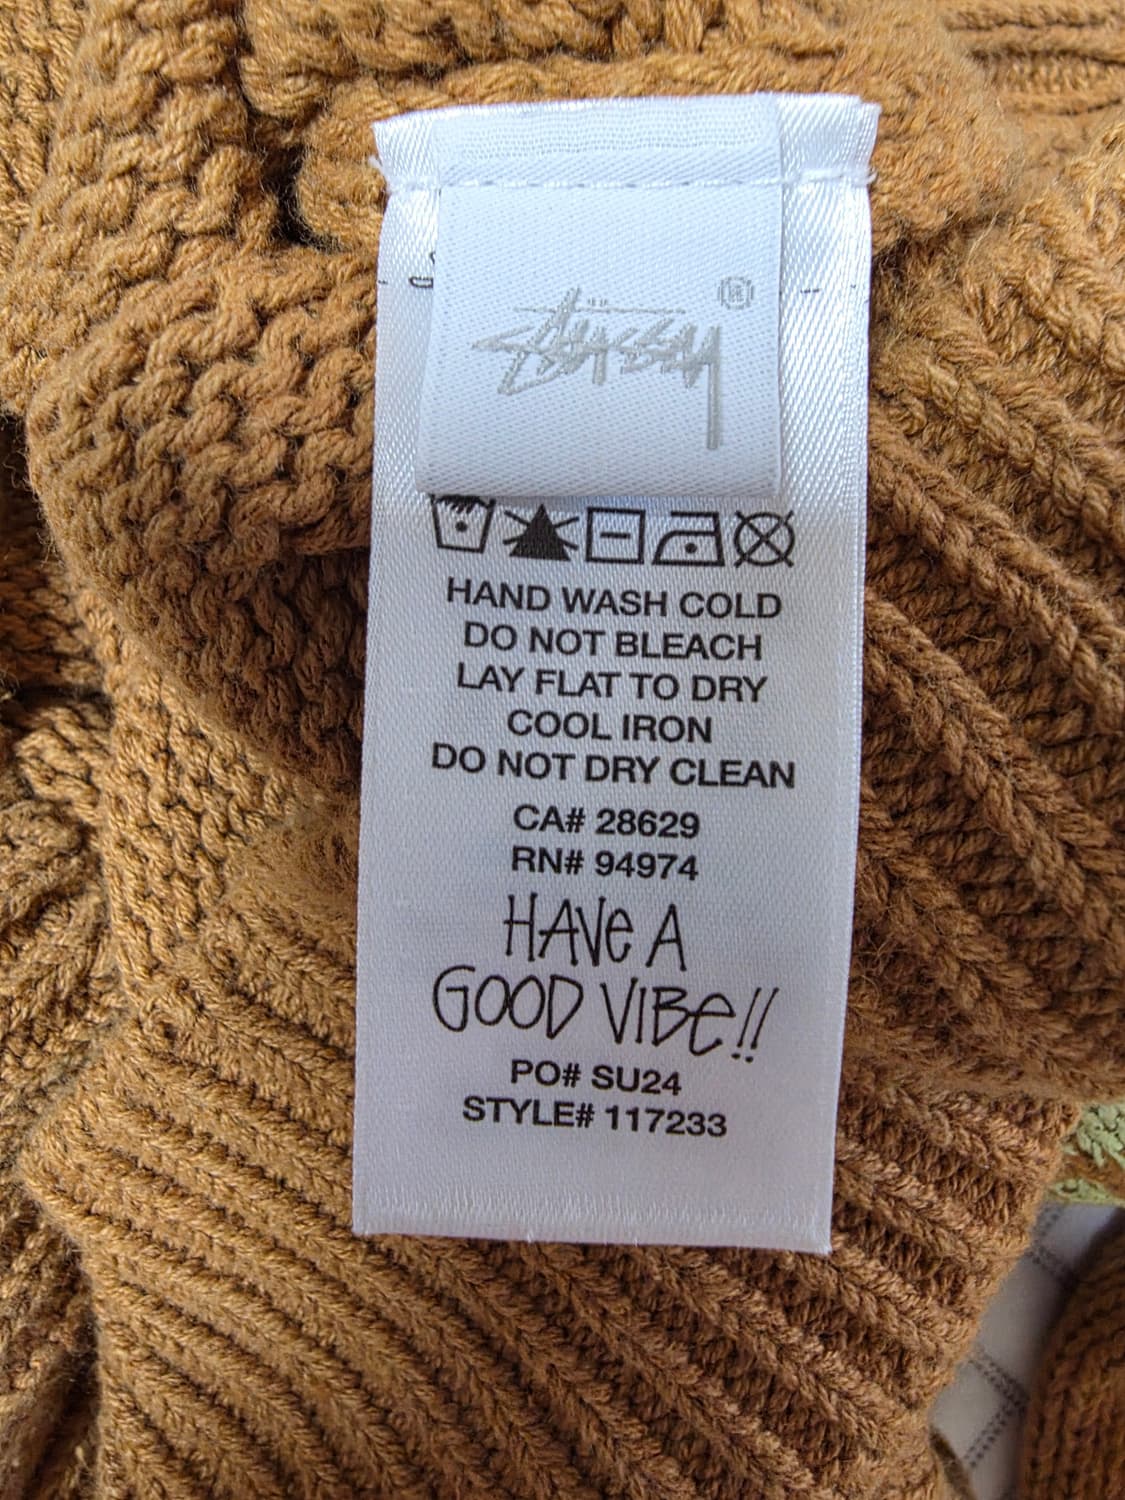 Stüssy ®
HAND WASH COLD
DO NOT BLEACH
LAY FLAT TO DRY
COOL IRON
DO NOT DRY CLEAN
CA# 28629
RN# 94974
HAVE A
GOOD VIBE!!
PO# SU24
STYLE# 117233